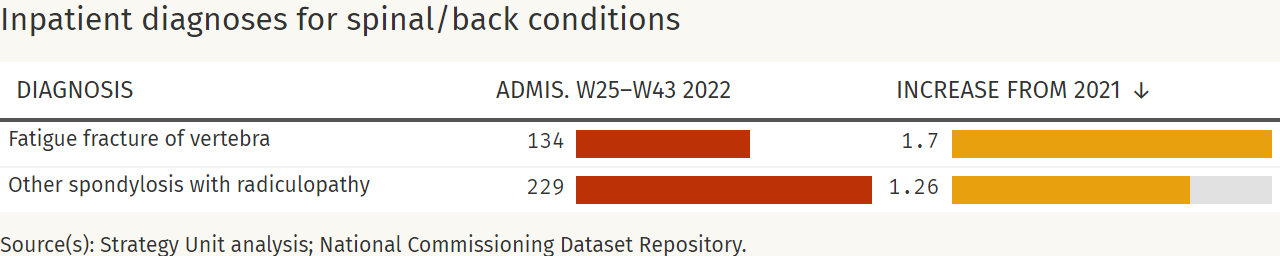 Inpatient diagnoses for spinal/back conditions
DIAGNOSIS ADMIS. W25–W43 2022 INCREASE FROM 2021 ↓
Fatigue fracture of vertebra 134 1.7
Other spondylosis with radiculopathy 229 1.26
Source(s): Strategy Unit analysis; National Commissioning Dataset Repository.